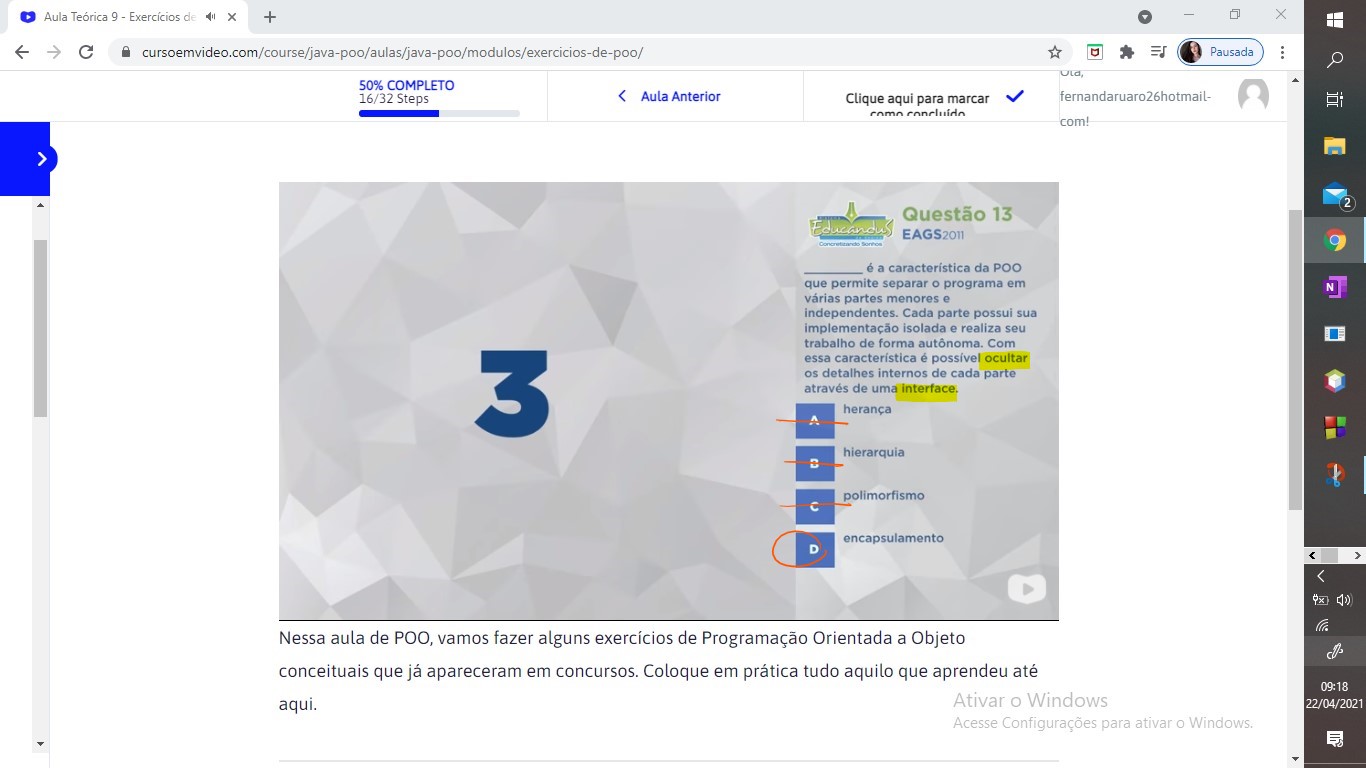 Aula Teórica 9 - Exercícios de
cursoemvideo.com/course/java-poo/aulas/java-poo/modulos/exercicios-de-poo/
Pausada
50% COMPLETO
16/32 Steps
Aula Anterior
Clique aqui para marcar
como concluído
Olá,
fernandaruaro26hotmail-
com!
3
Educandus
Concretizando Sonhos
Questão 13
EAGS2011
________ é a característica da POO
que permite separar o programa em
várias partes menores e
independentes. Cada parte possui sua
implementação isolada e realiza seu
trabalho de forma autônoma. Com
essa característica é possível ocultar
os detalhes internos de cada parte
através de uma interface.
A herança
B hierarquia
C polimorfismo
D encapsulamento
Nessa aula de POO, vamos fazer alguns exercícios de Programação Orientada a Objeto
conceituais que já apareceram em concursos. Coloque em prática tudo aquilo que aprendeu até
aqui.
Ativar o Windows
Acesse Configurações para ativar o Windows.
2
N
09:18
22/04/2021